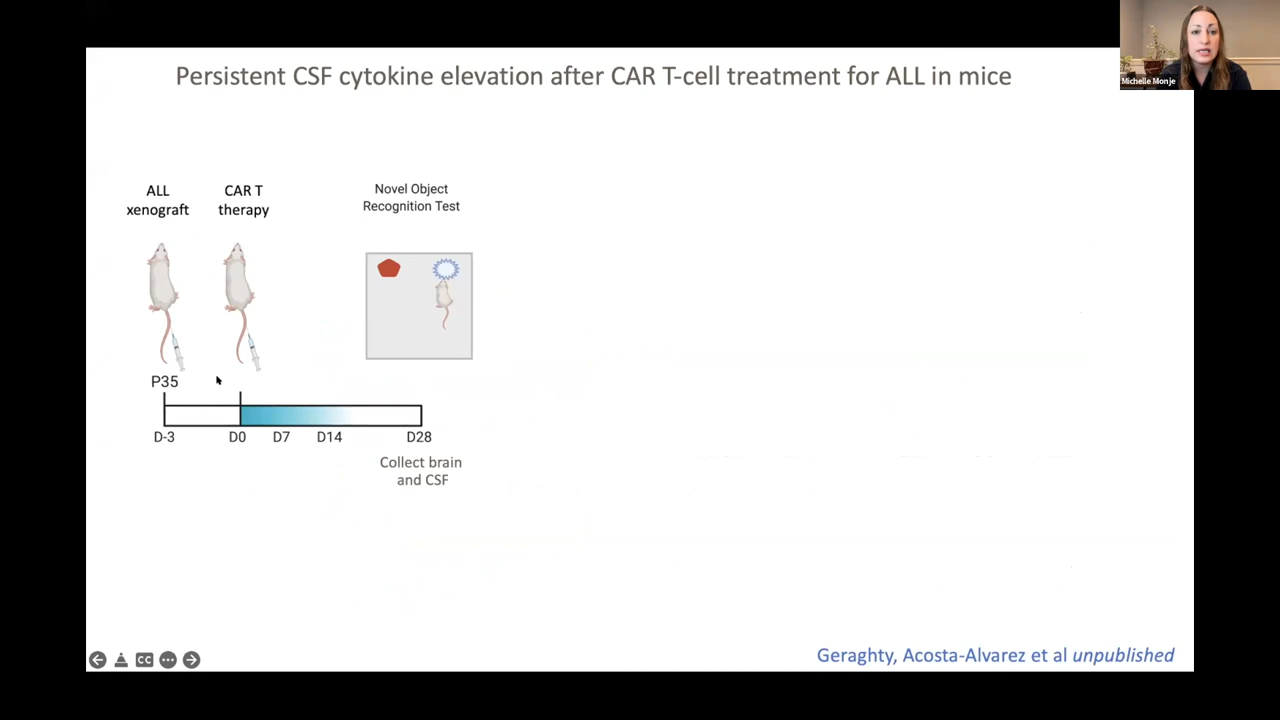 Michelle Monje
Persistent CSF cytokine elevation after CAR T-cell treatment for ALL in mice
ALL
xenograft
CAR T
therapy
Novel Object
Recognition Test
P35
D-3
D0
D7
D14
D28
Collect brain
and CSF
CC
Geraghty, Acosta-Alvarez et al unpublished